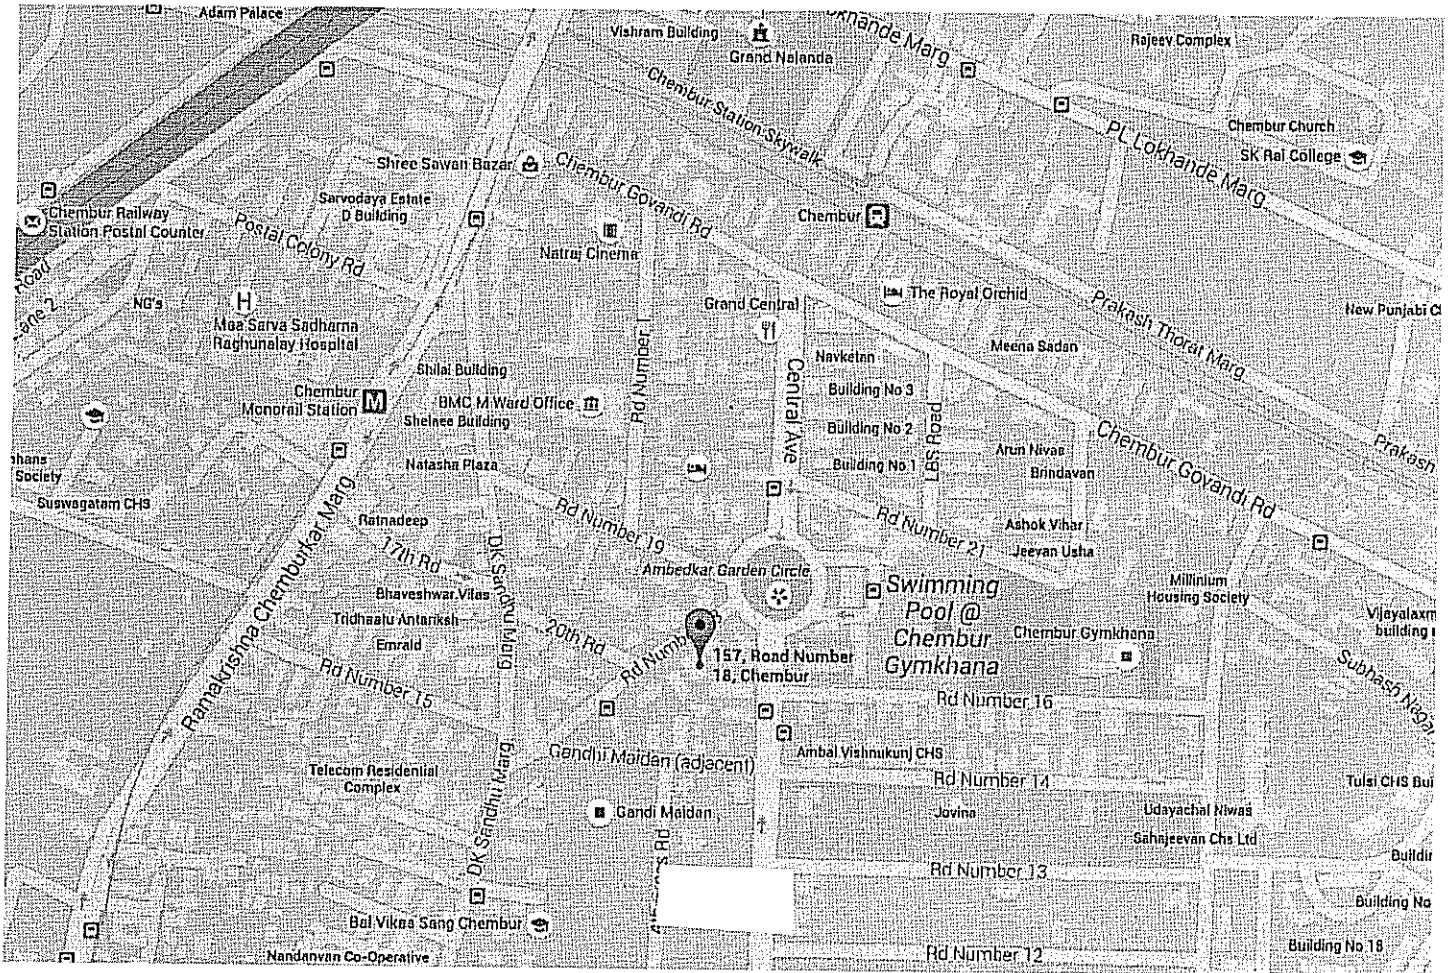 Adam Palace
Vishram Building
Grand Nalanda
Marg
Rajeev Complex
Chembur Station Skywalk
PL Lokhande Marg
Chembur Church
SK Rai College
Shree Sawan Bazar
Chembur Govandi Rd
Sarvodaya Estate
D Building
Chembur
Chembur Railway
Station Postal Counter
Postal Colony Rd
Natraj Cinema
Road
NG's
H
Maa Sarva Sadharna
Raghunalay Hospital
Grand Central
The Royal Orchid
Prakash Thorat Marg
New Punjabi
Meena Sadan
Navketan
Rd Number 1
Central Ave
Shilai Building
Building No 3
Chembur
Monorail Station
M
BMC M Ward Office
Building No 2
LBS Road
Chembur Govandi Rd
Prakash
Arun Nivas
Brindavan
Natasha Plaza
Building No 1
Society
Suswagatam CHS
Ratnadeep
Rd Number 19
Rd Number 21
Ashok Vihar
Jeevan Usha
17th Rd
DK Sandhu Marg
Ambedkar Garden Circle
Swimming
Pool @
Chembur
Gymkhana
Millinium
Housing Society
Bhaveshwar Vilas
Ramakrishna Chemburkar Marg
Tridhaatu Antariksh
Emrald
20th Rd
Rd Number
157, Road Number
18, Chembur
Chembur Gymkhana
building
Subhash Nagar
Rd Number 15
Rd Number 16
Gandhi Maidan (adjacent)
Ambal Vishnukunj CHS
Telecom Residential
Complex
DK Sandhu Marg
Rd Number 14
Tulsi CHS
Gandi Maidan
Jovina
Udayachal Niwas
Sahajeevan Chs Ltd
Rd
Rd Number 13
Building No
Bal Vikas Sang Chembur
Nandanvan Co-Operative
Rd Number 12
Building No 18